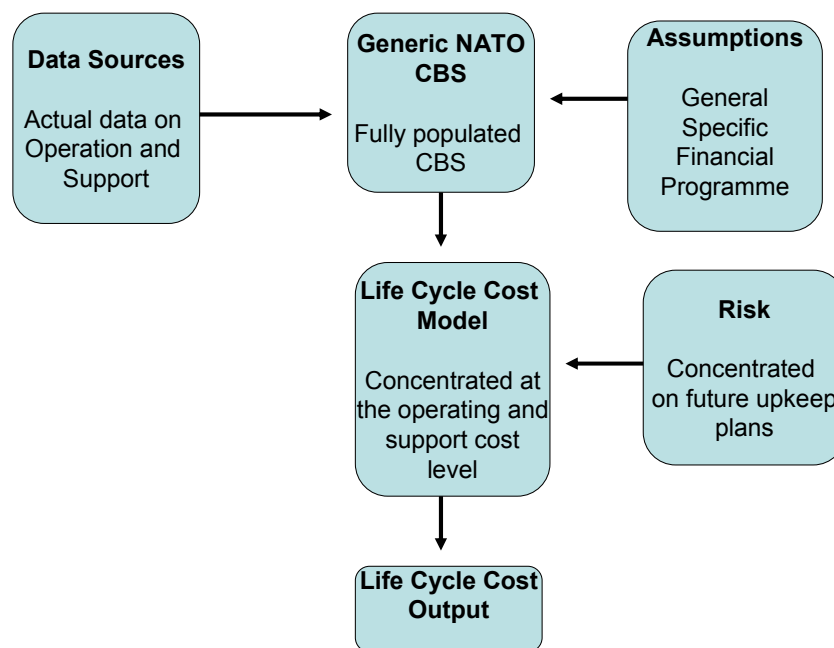 Data Sources
Actual data on
Operation and
Support
Generic NATO
CBS
Fully populated
CBS
Assumptions
General
Specific
Financial
Programme
Life Cycle Cost
Model
Concentrated at
the operating and
support cost
level
Risk
Concentrated
on future upkeep
plans
Life Cycle Cost
Output